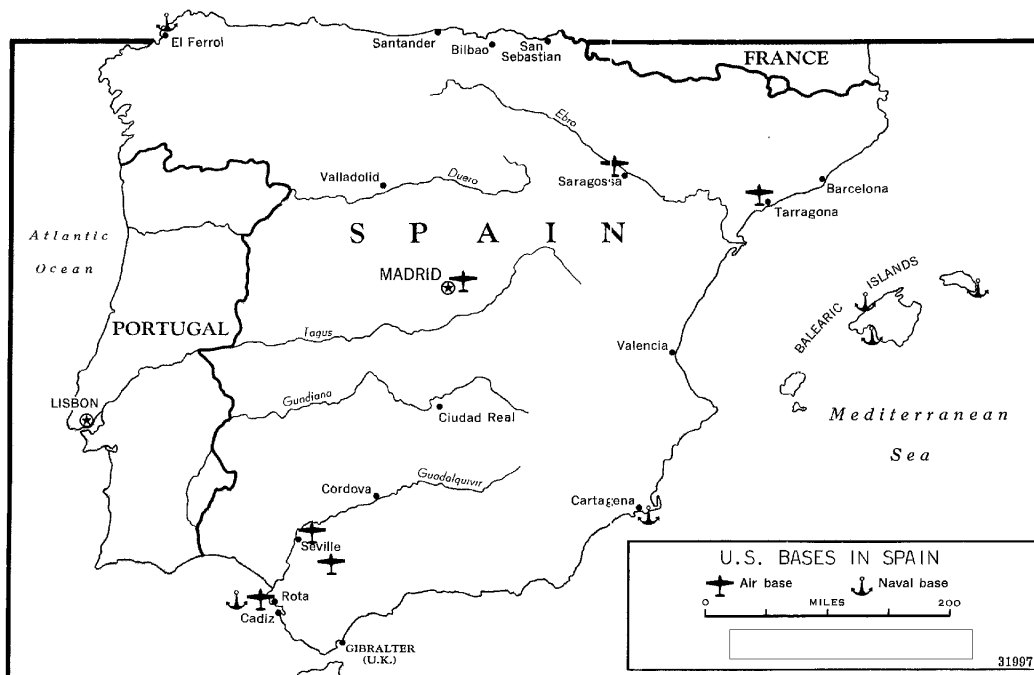 El Ferrol
Santander
Bilbao
San
Sebastian
FRANCE
Ebro
Valladolid
Duero
Saragossa
Barcelona
Tarragona
Atlantic
Ocean
SPAIN
MADRID
BALEARIC ISLANDS
PORTUGAL
Tagus
Valencia
LISBON
Gundiana
Ciudad Real
Mediterranean
Sea
Guadalquivir
Cordova
Cartagena
Seville
Rota
Cadiz
GIBRALTER
(U.K.)
U.S. BASES IN SPAIN
Air base
Naval base
0 MILES 200
31997